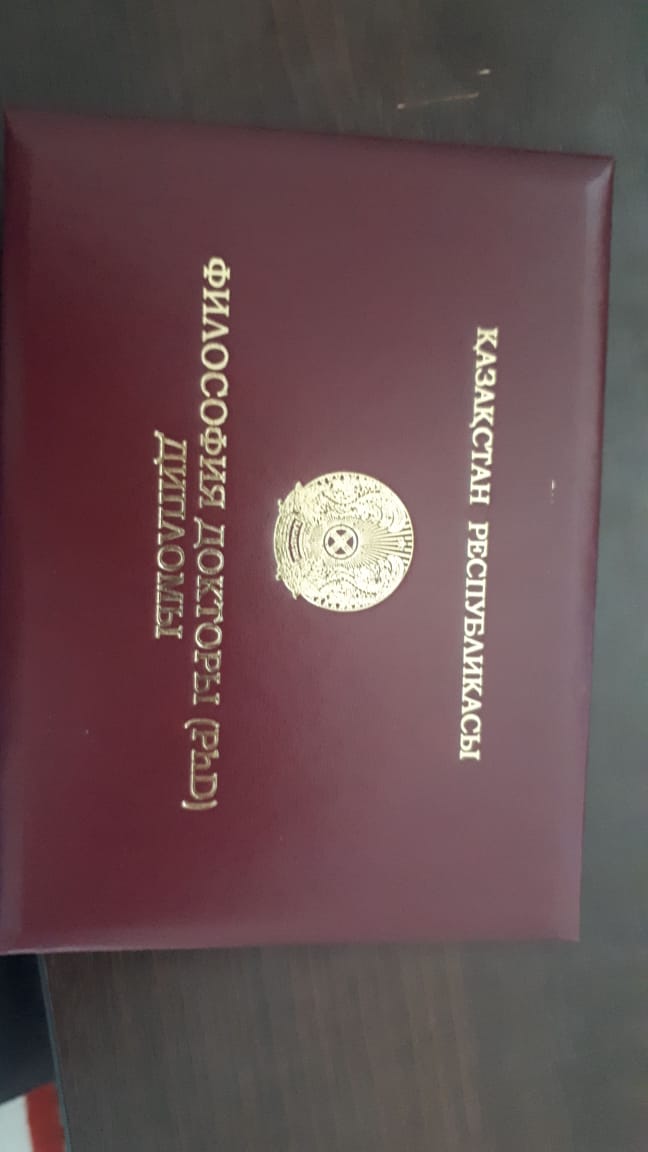 ҚАЗАҚСТАН РЕСПУБЛИКАСЫ
ФИЛОСОФИЯ ДОКТОРЫ (PhD)
ДИПЛОМЫ